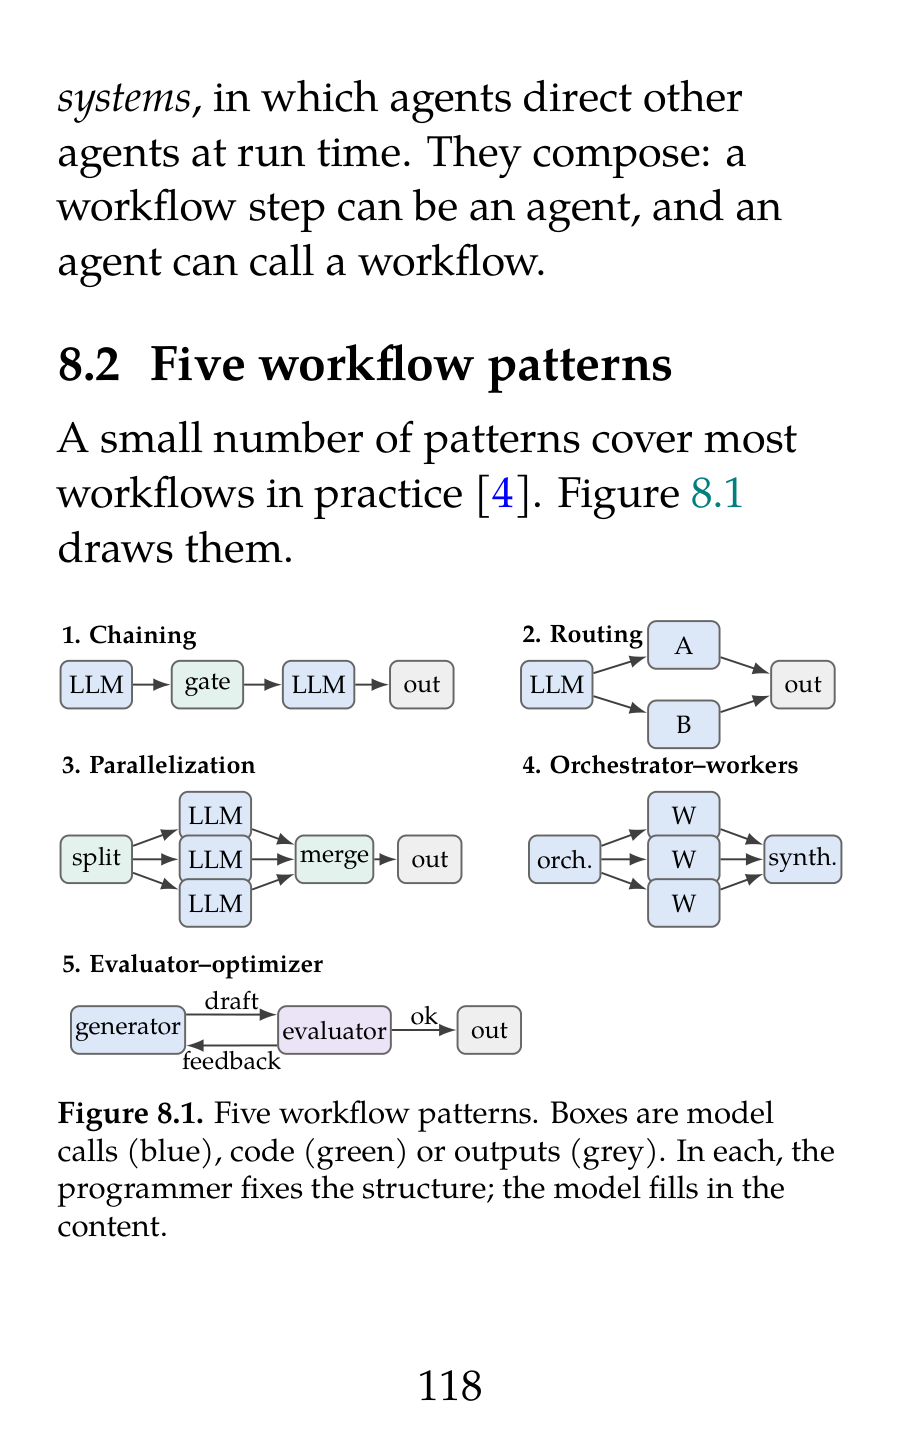 systems, in which agents direct other
agents at run time. They compose: a
workflow step can be an agent, and an
agent can call a workflow.
8.2 Five workflow patterns
A small number of patterns cover most
workflows in practice [4]. Figure 8.1
draws them.
1. Chaining
LLM gate LLM out
2. Routing
LLM
A
B
out
3. Parallelization
split
LLM
LLM
LLM
merge
out
4. Orchestrator–workers
orch.
W
W
W
synth.
5. Evaluator–optimizer
generator
draft
feedback
evaluator
ok
out
Figure 8.1. Five workflow patterns. Boxes are model
calls (blue), code (green) or outputs (grey). In each, the
programmer fixes the structure; the model fills in the
content.
118